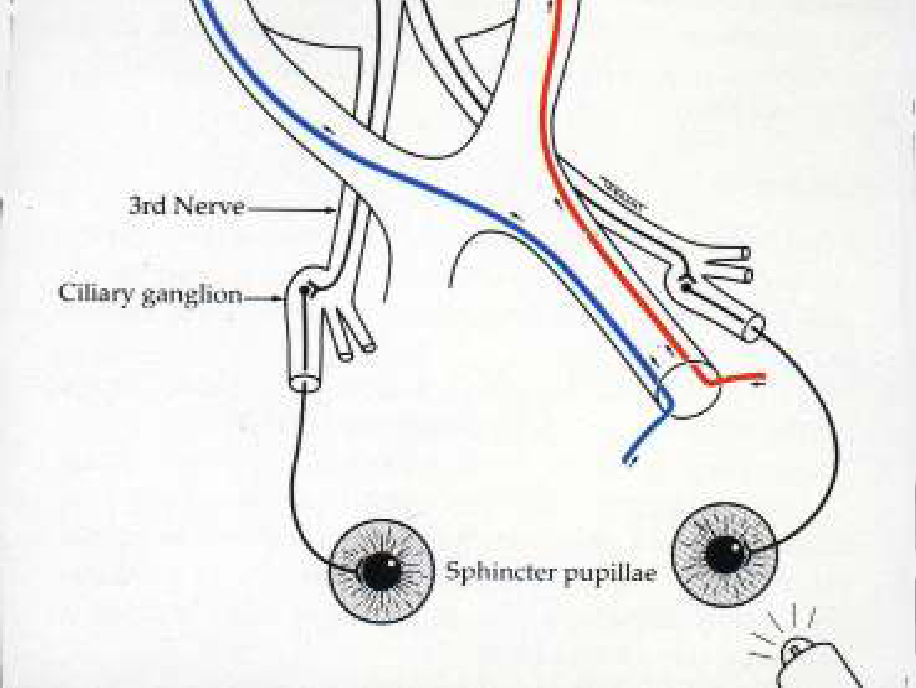 3rd Nerve
Ciliary ganglion
Sphincter pupillae